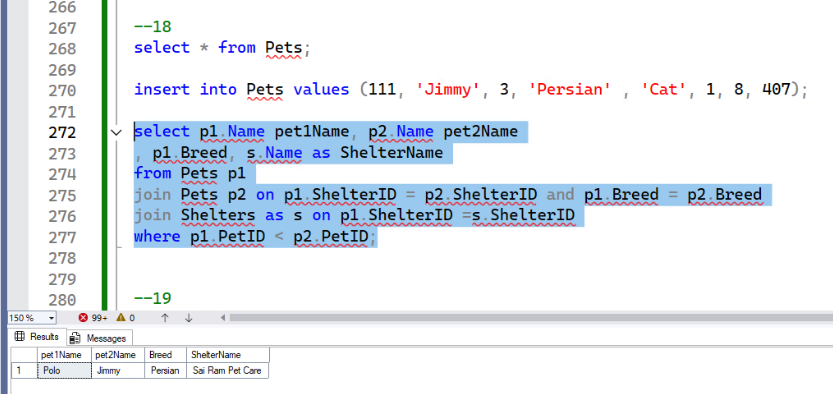 266
267 --18
268 select * from Pets;
269
270 insert into Pets values (111, 'Jimmy', 3, 'Persian' , 'Cat', 1, 8, 407);
271
272 select p1.Name pet1Name, p2.Name pet2Name
273 , p1.Breed, s.Name as ShelterName
274 from Pets p1
275 join Pets p2 on p1.ShelterID = p2.ShelterID and p1.Breed = p2.Breed
276 join Shelters as s on p1.ShelterID =s.ShelterID
277 where p1.PetID < p2.PetID;
278
279
280 --19
150 % 99+ 0
Results Messages
pet1Name pet2Name Breed ShelterName
1 Polo Jimmy Persian Sai Ram Pet Care